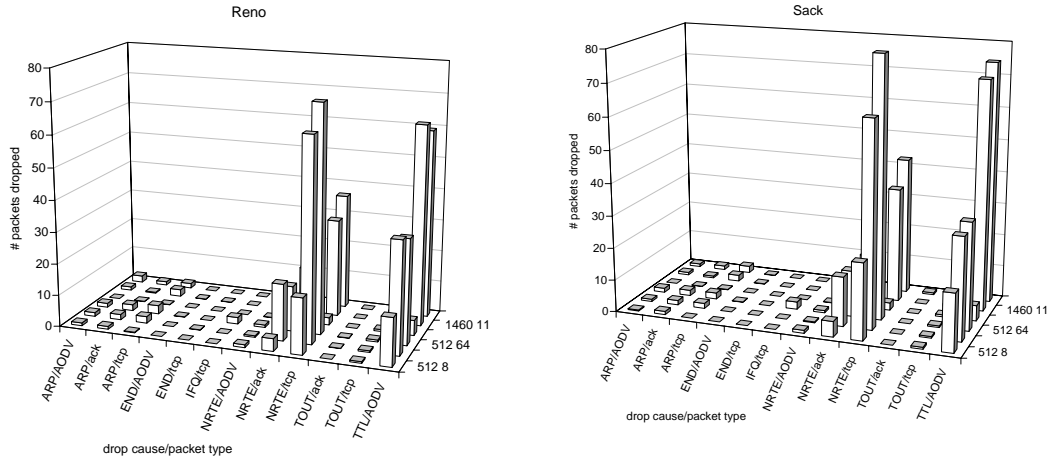 Reno
# packets dropped
80
70
60
50
40
30
20
10
0
ARP/AODV
ARP/ack
ARP/tcp
END/AODV
END/tcp
IFQ/tcp
NRTE/AODV
NRTE/ack
NRTE/tcp
TOUT/ack
TOUT/tcp
TTL/AODV
1460 11
512 64
512 8
drop cause/packet type
Sack
# packets dropped
80
70
60
50
40
30
20
10
0
ARP/AODV
ARP/ack
ARP/tcp
END/AODV
END/tcp
IFQ/tcp
NRTE/AODV
NRTE/ack
NRTE/tcp
TOUT/ack
TOUT/tcp
TTL/AODV
1460 11
512 64
512 8
drop cause/packet type